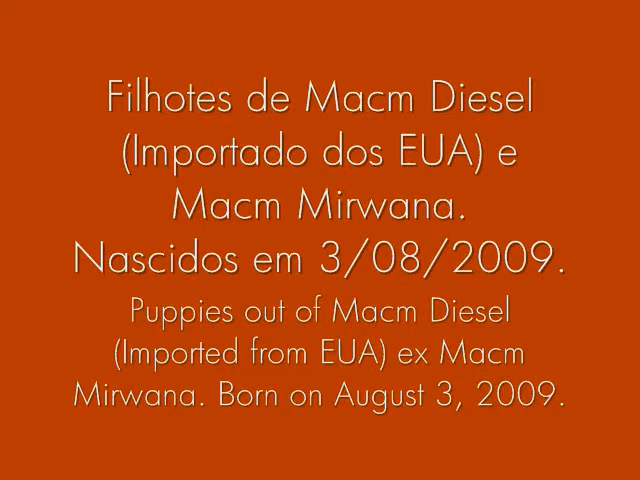 Filhotes de Macm Diesel
(Importado dos EUA) e
Macm Mirwana.
Nascidos em 3/08/2009.
Puppies out of Macm Diesel
(Imported from EUA) ex Macm
Mirwana. Born on August 3, 2009.